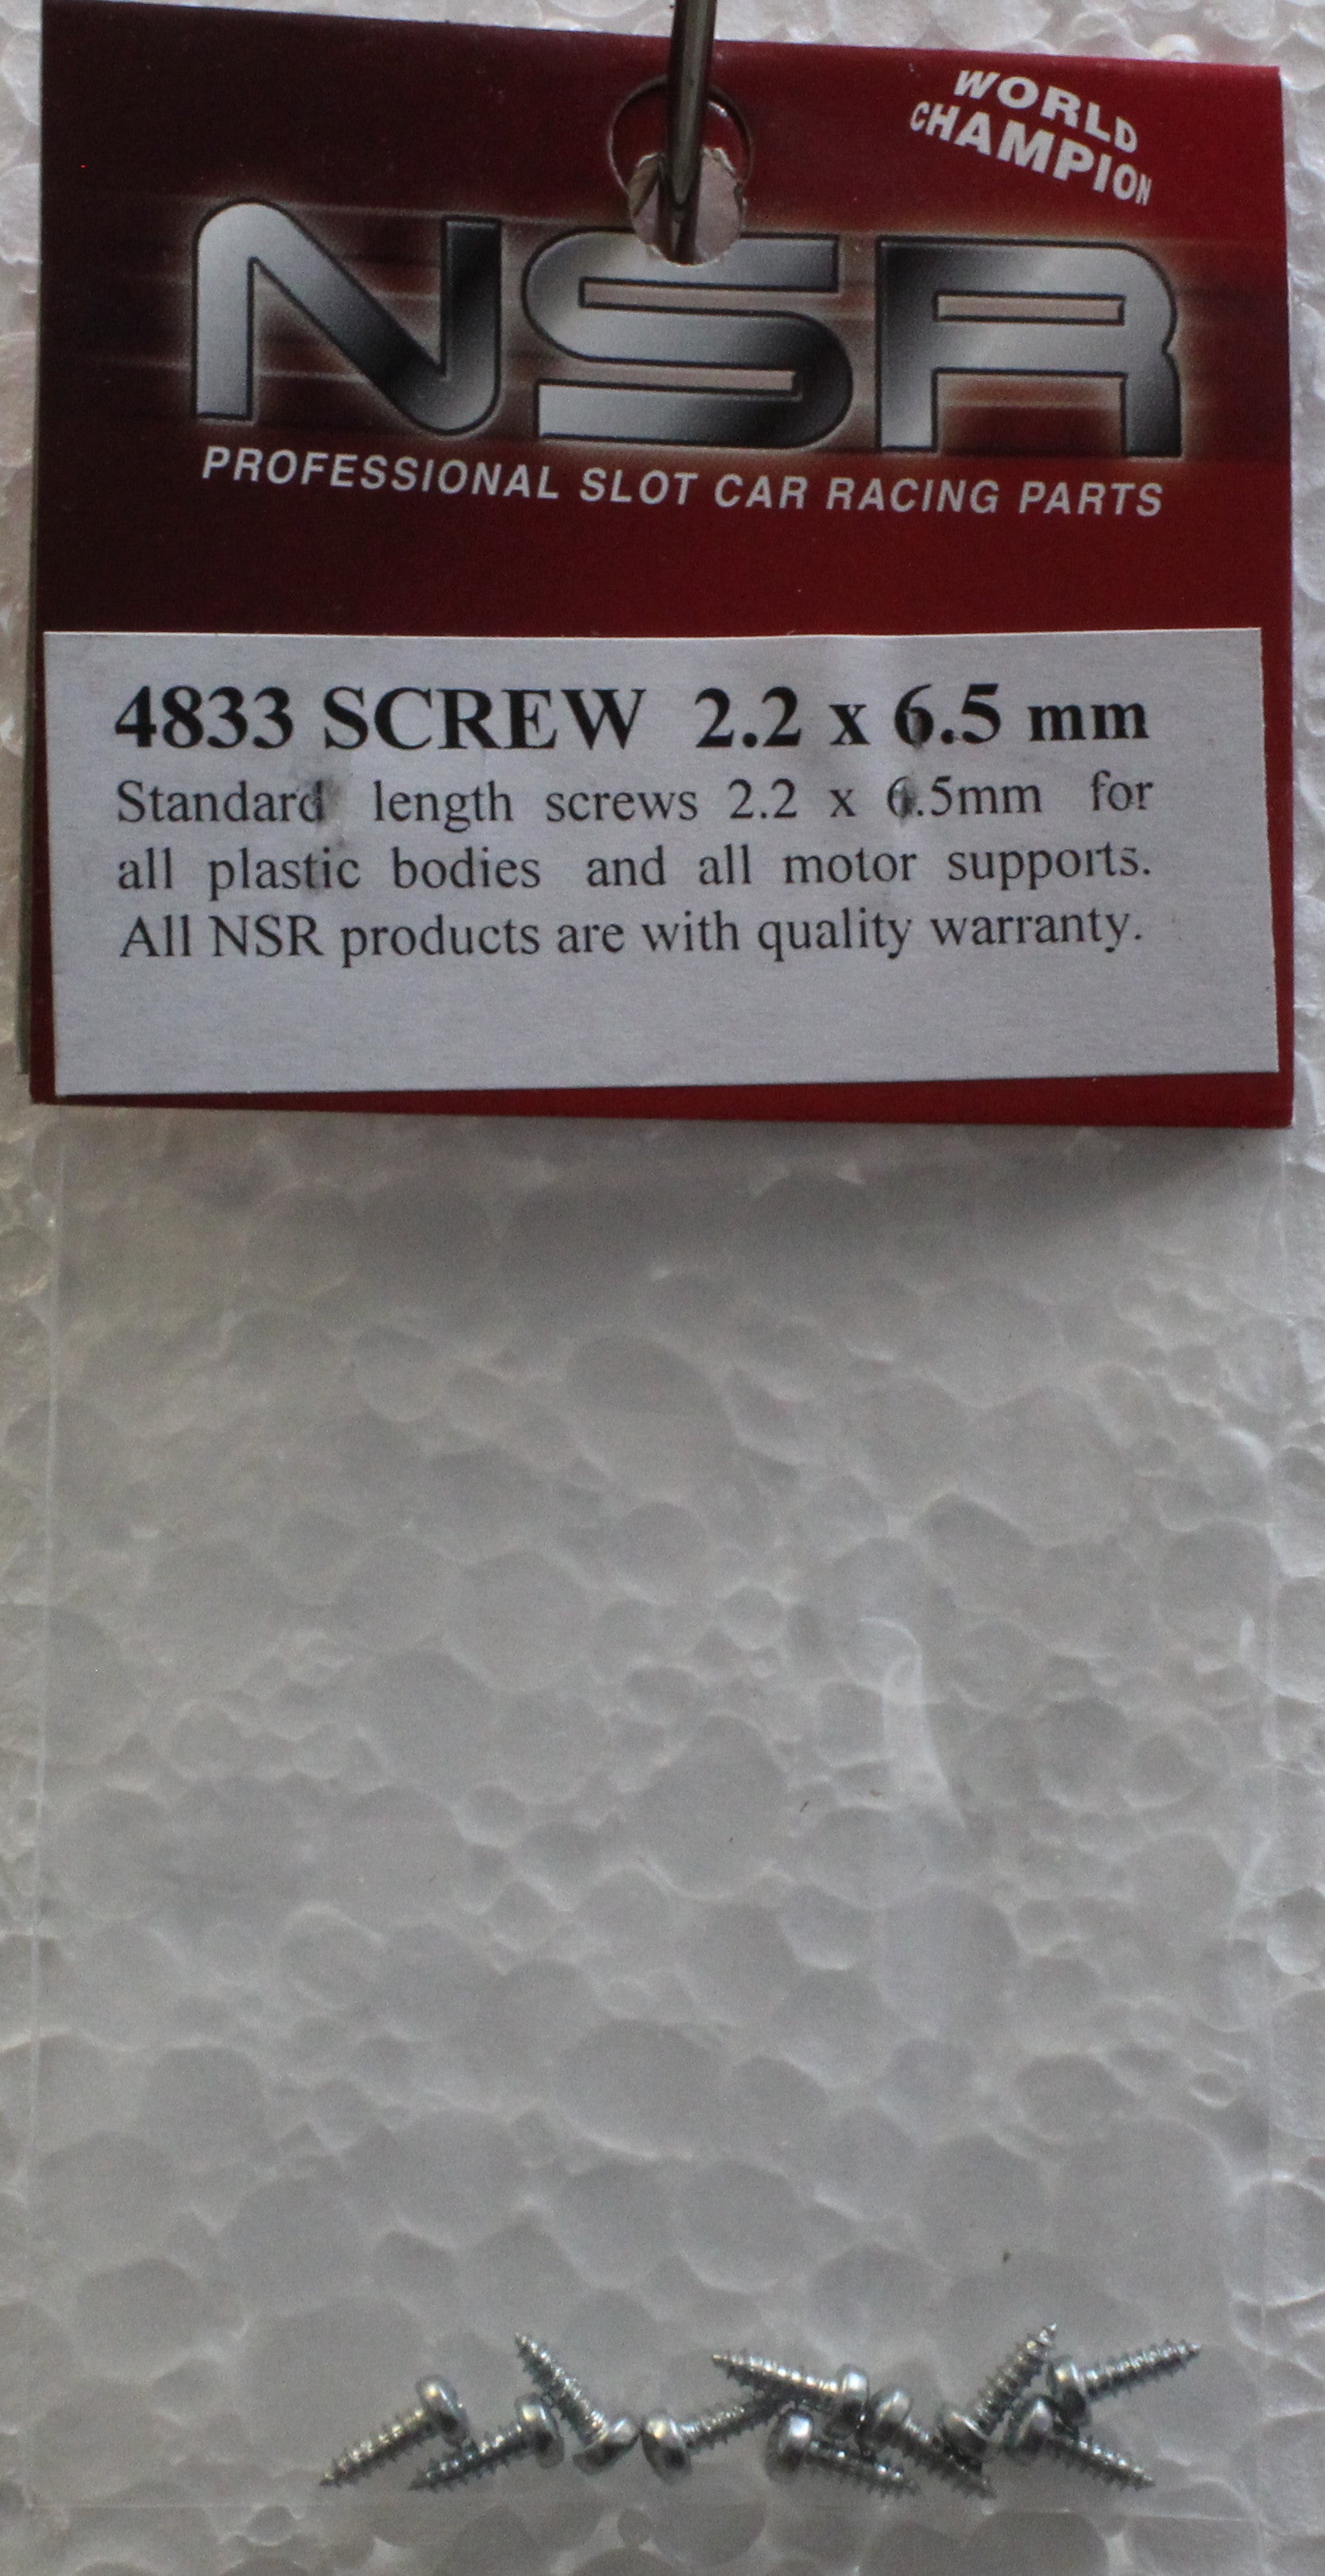 WORLD
CHAMPION
NSR
PROFESSIONAL SLOT CAR RACING PARTS
4833 SCREW 2.2 x 6.5 mm
Standard length screws 2.2 x 6.5mm for
all plastic bodies and all motor supports.
All NSR products are with quality warranty.